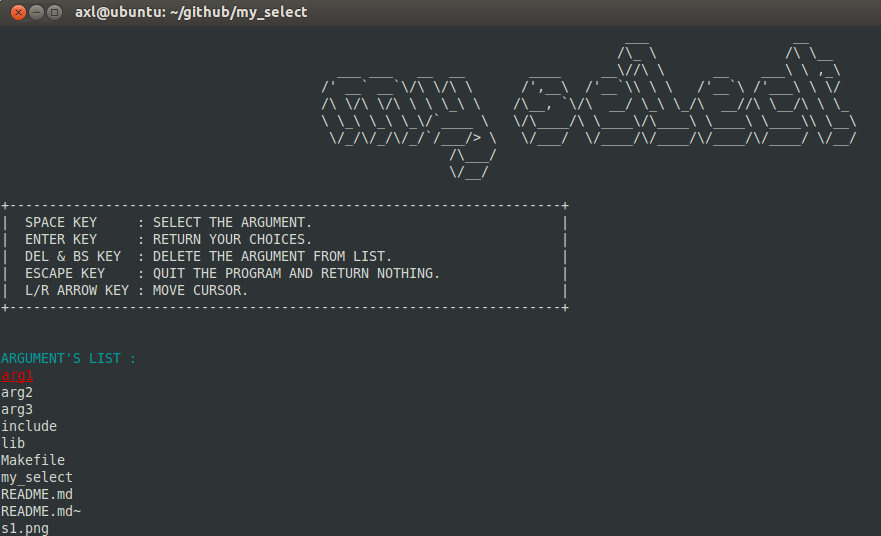 axl@ubuntu: ~/github/my_select
my select
+---------------------------------------------------------------------+
|  SPACE KEY     : SELECT THE ARGUMENT.                               |
|  ENTER KEY     : RETURN YOUR CHOICES.                               |
|  DEL & BS KEY  : DELETE THE ARGUMENT FROM LIST.                     |
|  ESCAPE KEY    : QUIT THE PROGRAM AND RETURN NOTHING.               |
|  L/R ARROW KEY : MOVE CURSOR.                                       |
+---------------------------------------------------------------------+
ARGUMENT'S LIST :
arg1
arg2
arg3
include
lib
Makefile
my_select
README.md
README.md~
s1.png